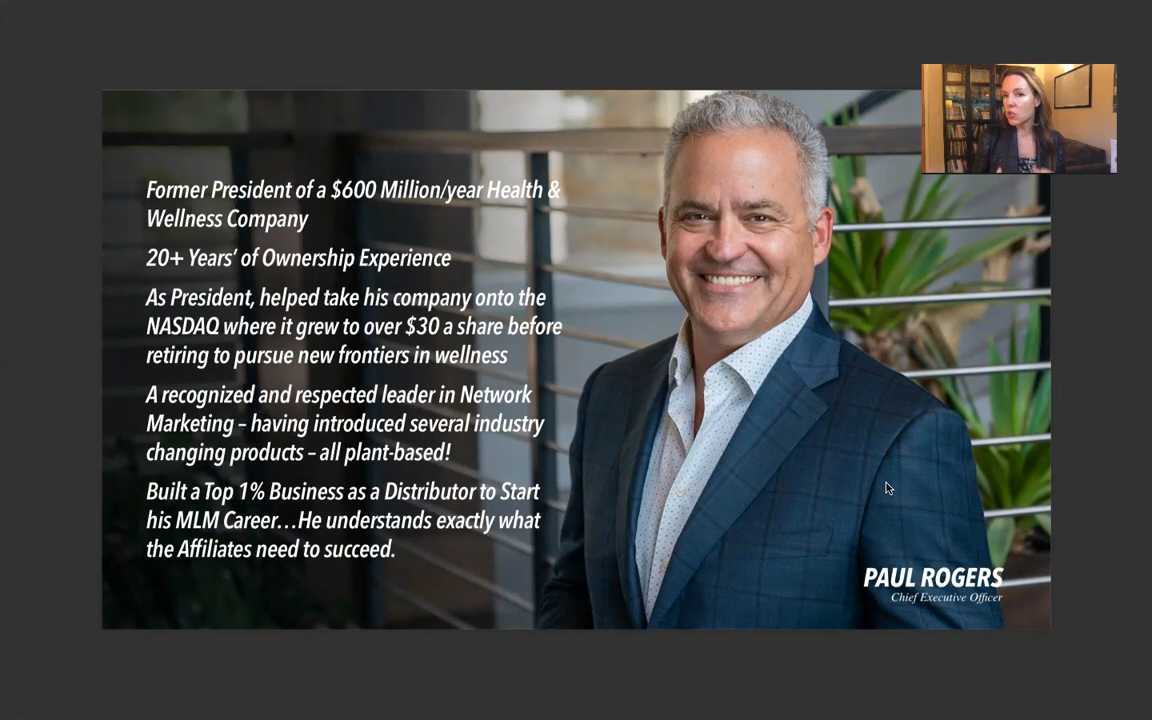 Former President of a $600 Million/year Health &
Wellness Company
20+ Years’ of Ownership Experience
As President, helped take his company onto the
NASDAQ where it grew to over $30 a share before
retiring to pursue new frontiers in wellness
A recognized and respected leader in Network
Marketing – having introduced several industry
changing products – all plant-based!
Built a Top 1% Business as a Distributor to Start
his MLM Career…He understands exactly what
the Affiliates need to succeed.
PAUL ROGERS
Chief Executive Officer